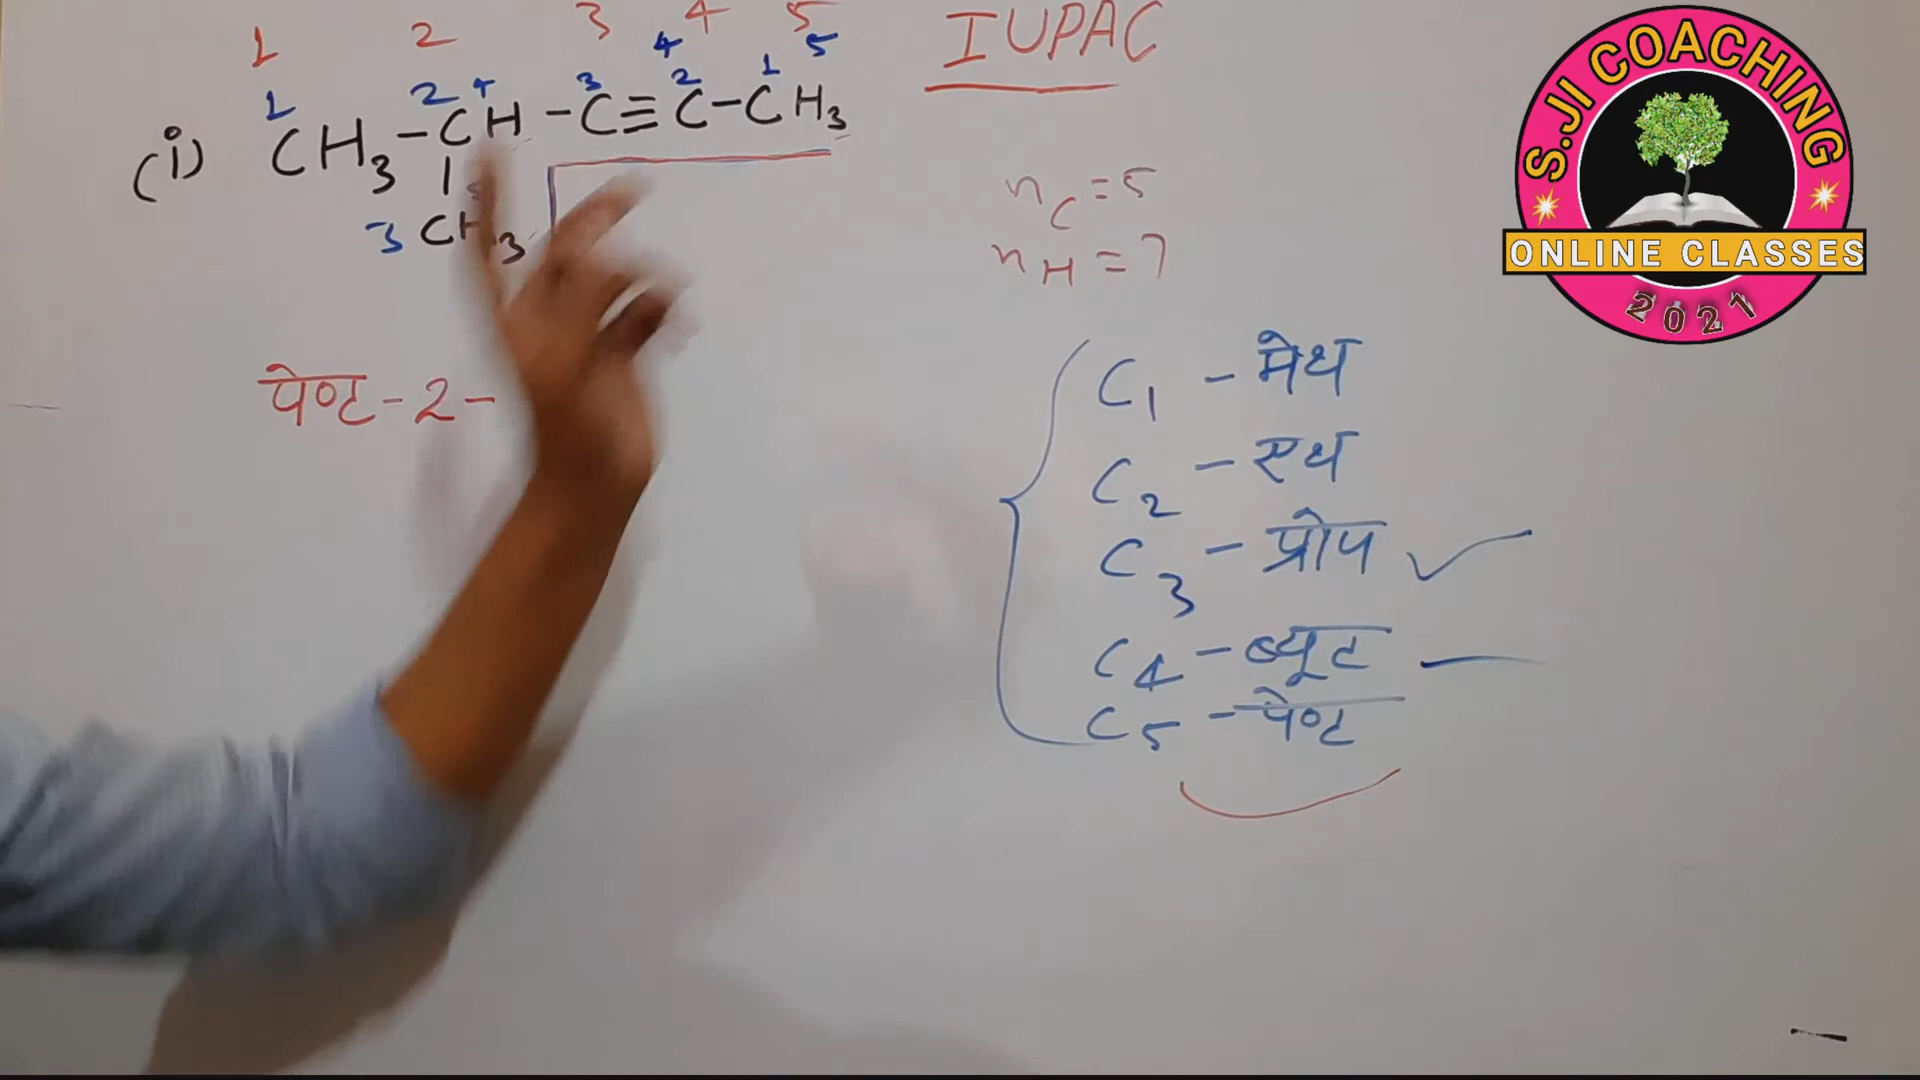 1 2 3 4 5
IUPAC
1 2 4 3 4 2 1 5
(i) CH3 - CH - C ≡ C - CH3
3 CH3
nC = 5
nH = 7
पेण्ट - 2 -
C1 - मेथ
C2 - एथ
C3 - प्रोप ✓
C4 - ब्यूट —
C5 - पेण्ट
S.JI COACHING
ONLINE CLASSES
2021